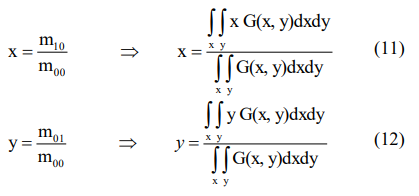 x = m₁₀ / m₀₀ ⇒ x = ∫∫ₓ ᵧ x G(x, y)dxdy / ∫∫ₓ ᵧ G(x, y)dxdy (11)
y = m₀₁ / m₀₀ ⇒ y = ∫∫ₓ ᵧ y G(x, y)dxdy / ∫∫ₓ ᵧ G(x, y)dxdy (12)